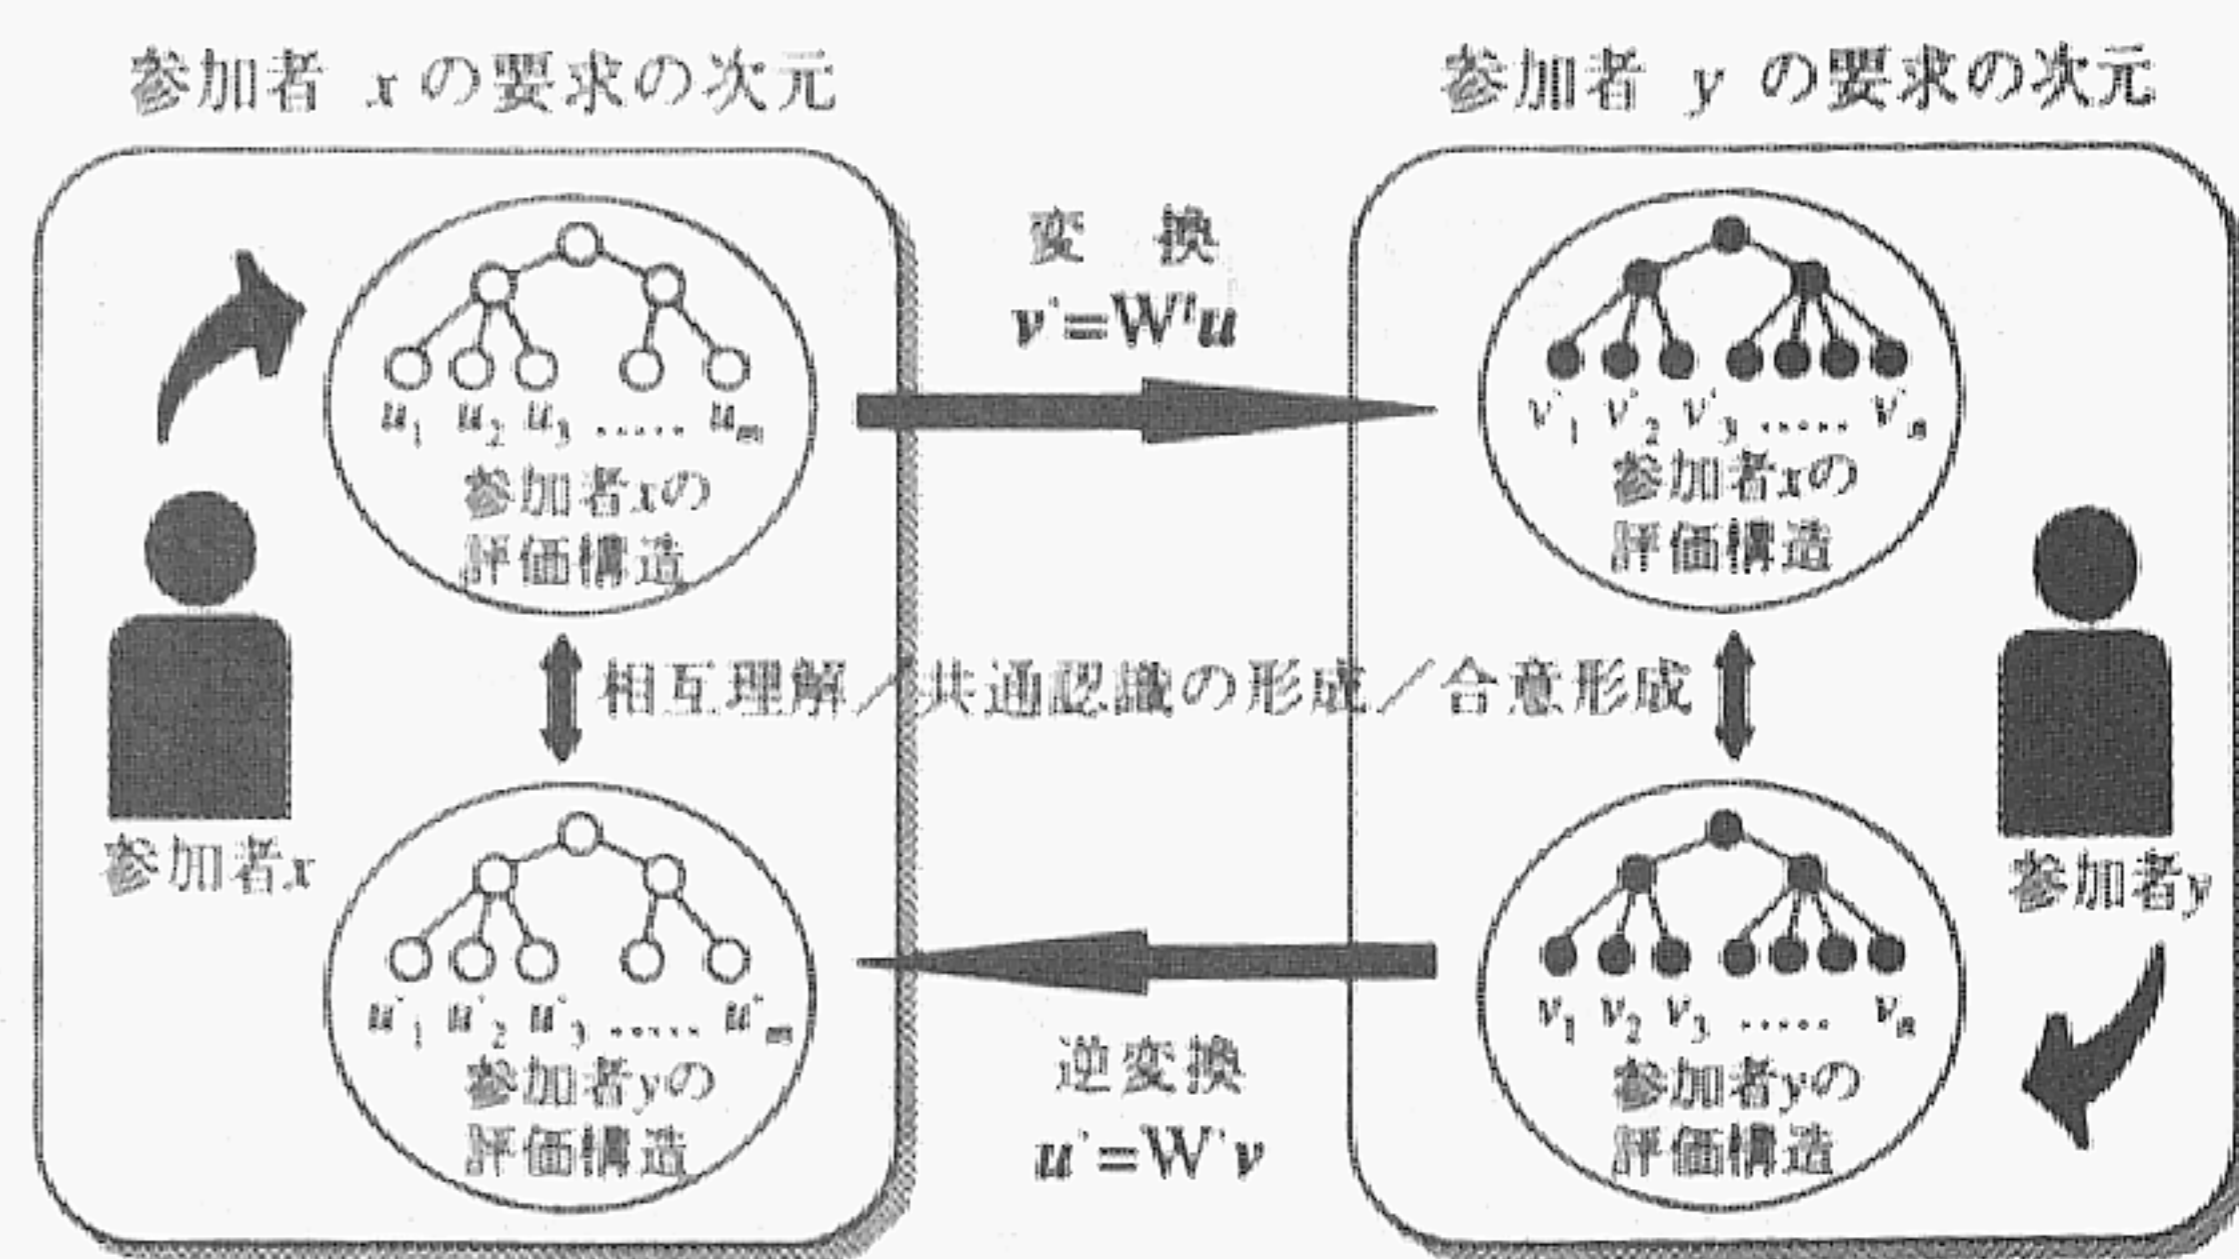 参加者 x の要求の次元
参加者 y の要求の次元
u1 u2 u3 ..... um
参加者xの
評価構造
変 換
v'=Wtu
v'1 v'2 v'3 ..... v'n
参加者xの
評価構造
相互理解／共通認識の形成／合意形成
参加者x
参加者y
u'1 u'2 u'3 ..... u'm
参加者yの
評価構造
逆変換
u'=W'v
v1 v2 v3 ..... vn
参加者yの
評価構造